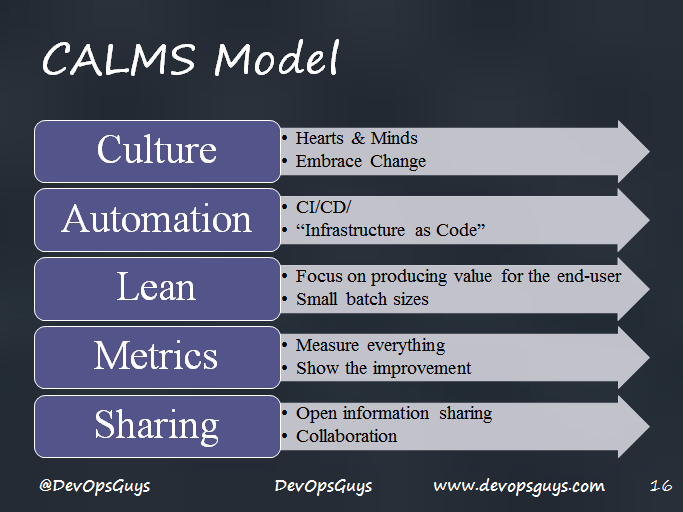 CALMS Model
Culture
• Hearts & Minds
• Embrace Change
Automation
• CI/CD/
• “Infrastructure as Code”
Lean
• Focus on producing value for the end-user
• Small batch sizes
Metrics
• Measure everything
• Show the improvement
Sharing
• Open information sharing
• Collaboration
@DevOpsGuys DevOpsGuys www.devopsguys.com 16